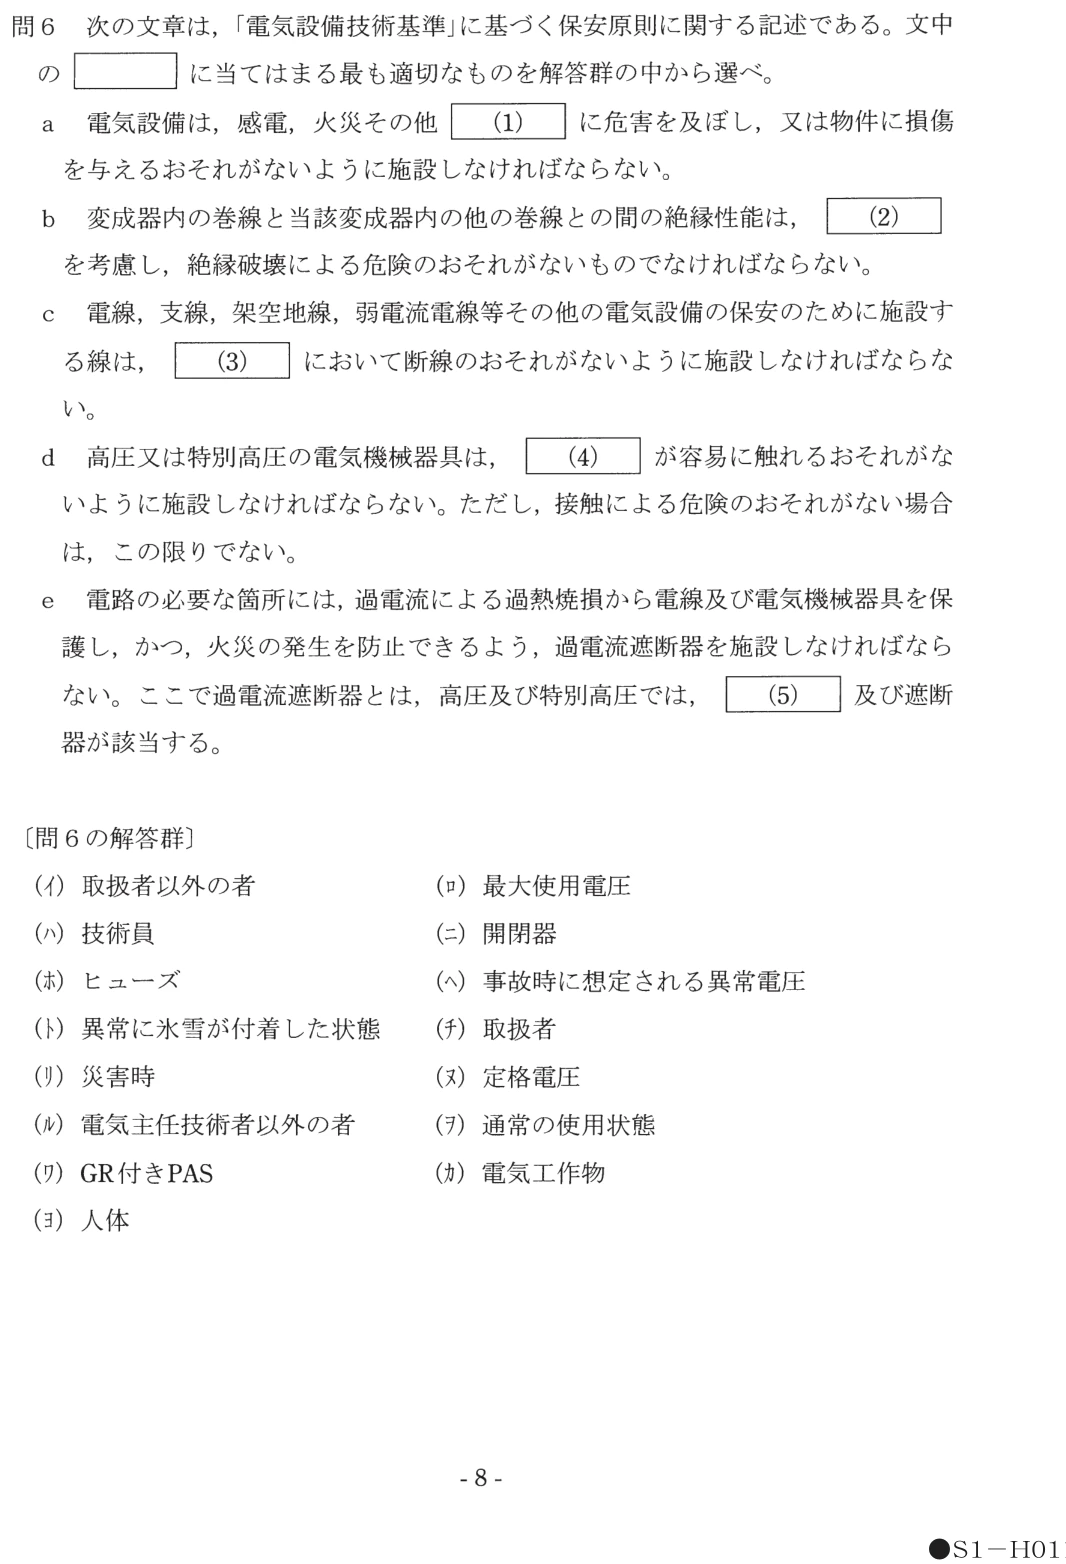 問6　次の文章は，「電気設備技術基準」に基づく保安原則に関する記述である。文中
の　　　　に当てはまる最も適切なものを解答群の中から選べ。
a　電気設備は，感電，火災その他 (1) に危害を及ぼし，又は物件に損傷
を与えるおそれがないように施設しなければならない。
b　変成器内の巻線と当該変成器内の他の巻線との間の絶縁性能は， (2)
を考慮し，絶縁破壊による危険のおそれがないものでなければならない。
c　電線，支線，架空地線，弱電流電線等その他の電気設備の保安のために施設す
る線は， (3) において断線のおそれがないように施設しなければならな
い。
d　高圧又は特別高圧の電気機械器具は， (4) が容易に触れるおそれがな
いように施設しなければならない。ただし，接触による危険のおそれがない場合
は，この限りでない。
e　電路の必要な箇所には，過電流による過熱焼損から電線及び電気機械器具を保
護し，かつ，火災の発生を防止できるよう，過電流遮断器を施設しなければなら
ない。ここで過電流遮断器とは，高圧及び特別高圧では， (5) 及び遮断
器が該当する。
〔問6の解答群〕
(イ) 取扱者以外の者　(ロ) 最大使用電圧
(ハ) 技術員　(ニ) 開閉器
(ホ) ヒューズ　(ヘ) 事故時に想定される異常電圧
(ト) 異常に氷雪が付着した状態　(チ) 取扱者
(リ) 災害時　(ヌ) 定格電圧
(ル) 電気主任技術者以外の者　(ヲ) 通常の使用状態
(ワ) GR付きPAS　(カ) 電気工作物
(ヨ) 人体
- 8 -
●S1－H01